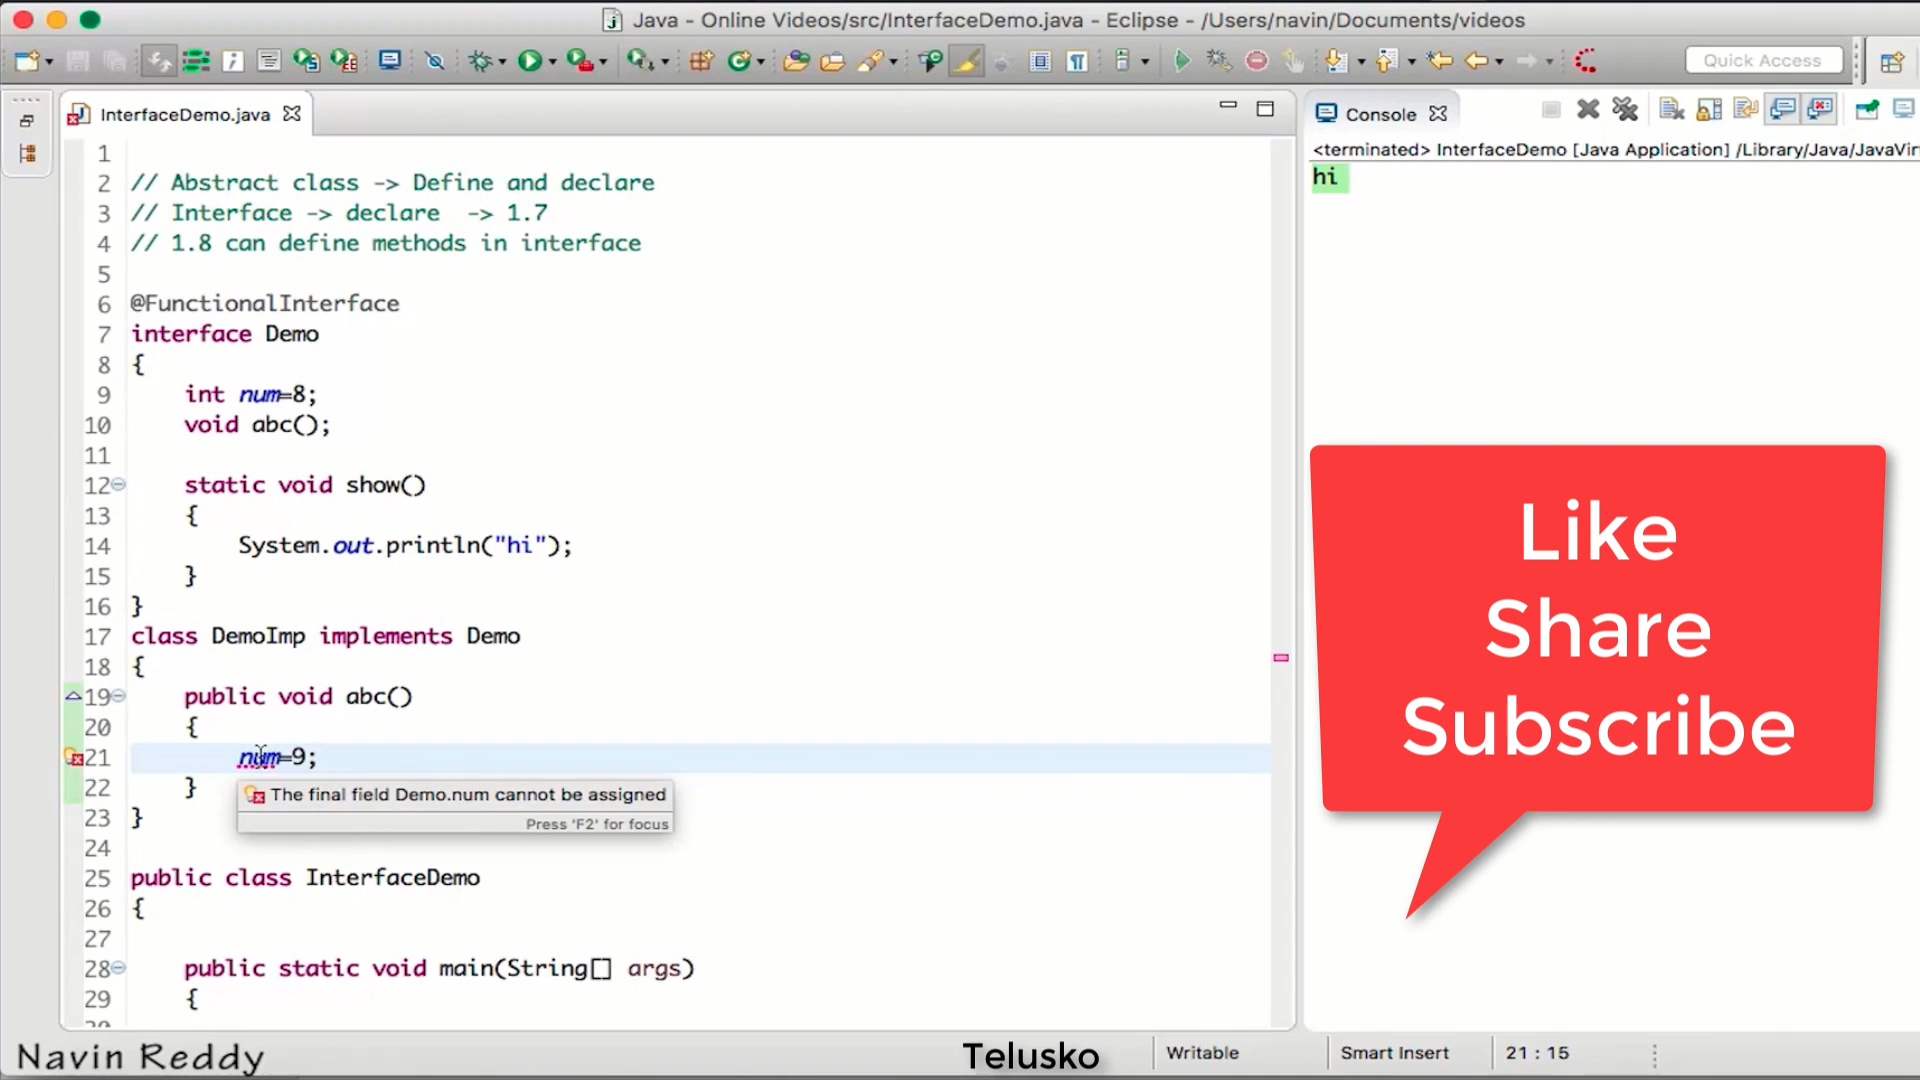 Java - Online Videos/src/InterfaceDemo.java - Eclipse - /Users/navin/Documents/videos
Quick Access
InterfaceDemo.java
Console
<terminated> InterfaceDemo [Java Application] /Library/Java/JavaVir
hi
1
2 // Abstract class -> Define and declare
3 // Interface -> declare  -> 1.7
4 // 1.8 can define methods in interface
5
6 @FunctionalInterface
7 interface Demo
8 {
9     int num=8;
10     void abc();
11
12     static void show()
13     {
14         System.out.println("hi");
15     }
16 }
17 class DemoImp implements Demo
18 {
19     public void abc()
20     {
21         num=9;
22     }
The final field Demo.num cannot be assigned
Press 'F2' for focus
23 }
24
25 public class InterfaceDemo
26 {
27
28     public static void main(String[] args)
29     {
Like
Share
Subscribe
Navin Reddy
Telusko
Writable
Smart Insert
21 : 15